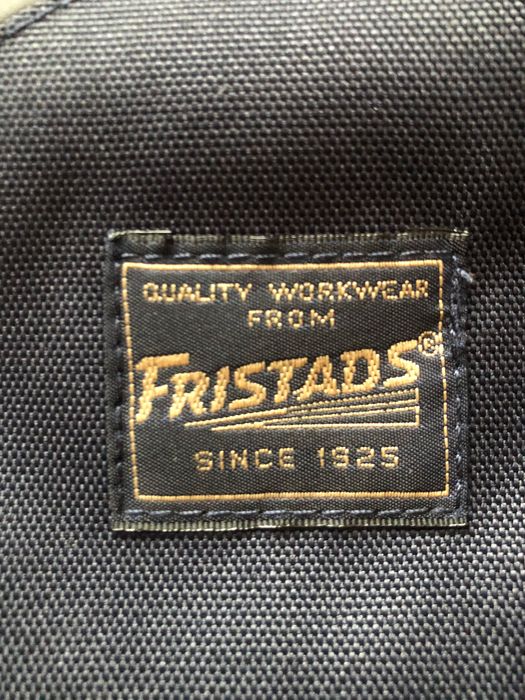 QUALITY WORKWEAR
FROM
FRISTADS®
SINCE 1925